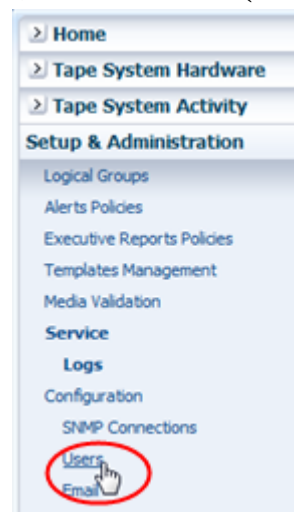 Home
Tape System Hardware
Tape System Activity
Setup & Administration
Logical Groups
Alerts Policies
Executive Reports Policies
Templates Management
Media Validation
Service
Logs
Configuration
SNMP Connections
Users
Email